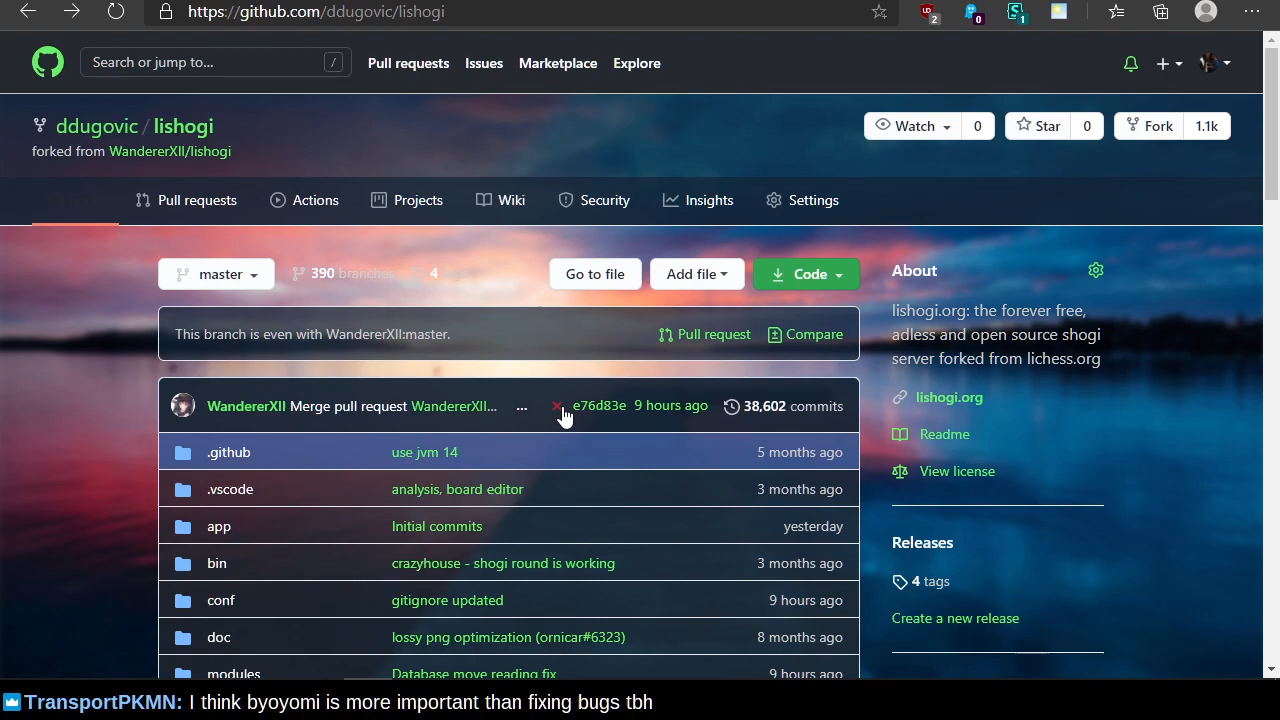 https://github.com/ddugovic/lishogi
2
0
1
Search or jump to...
/
Pull requests
Issues
Marketplace
Explore
ddugovic / lishogi
Watch
0
Star
0
Fork
1.1k
forked from WandererXII/lishogi
Pull requests
Actions
Projects
Wiki
Security
Insights
Settings
master
390 branches
4
Go to file
Add file
Code
About
lishogi.org: the forever free,
adless and open source shogi
server forked from lichess.org
This branch is even with WandererXII:master.
Pull request
Compare
WandererXII Merge pull request WandererXII...
...
e76d83e 9 hours ago
38,602 commits
lishogi.org
Readme
View license
.github
use jvm 14
5 months ago
.vscode
analysis, board editor
3 months ago
app
Initial commits
yesterday
bin
crazyhouse - shogi round is working
3 months ago
conf
gitignore updated
9 hours ago
doc
lossy png optimization (ornicar#6323)
8 months ago
modules
Database move reading fix
9 hours ago
Releases
4 tags
Create a new release
TransportPKMN: I think byoyomi is more important than fixing bugs tbh